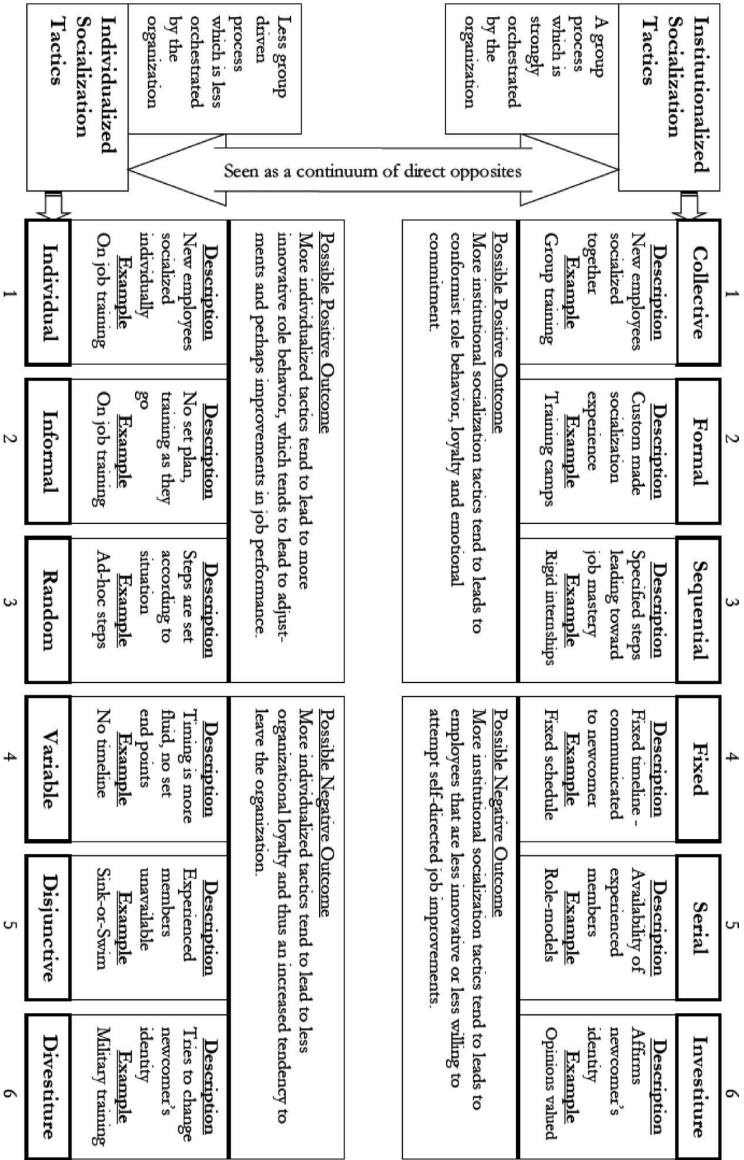 1
2
3
4
5
6
Institutionalized
Socialization
Tactics
Collective
Formal
Sequential
Fixed
Serial
Investiture
A group
process
which is
strongly
orchestrated
by the
organization
Description
New employees
socialized
together
Example
Group training
Description
Custom made
socialization
experience
Example
Training camps
Description
Specified steps
leading toward
job mastery
Example
Rigid internships
Description
Fixed timeline -
communicated
to newcomer
Example
Fixed schedule
Description
Availability of
experienced
members
Example
Role-models
Description
Affirms
newcomer's
identity
Example
Opinions valued
Possible Positive Outcome
More institutional socialization tactics tend to leads to
conformist role behavior, loyalty and emotional
commitment.
Possible Negative Outcome
More institutional socialization tactics tend to leads to
employees that are less innovative or less willing to
attempt self-directed job improvements.
Seen as a continuum of direct opposites
Less group
driven
process
which is less
orchestrated
by the
organization
Possible Positive Outcome
More individualized tactics tend to lead to more
innovative role behavior, which tends to lead to adjust-
ments and perhaps improvements in job performance.
Possible Negative Outcome
More individualized tactics tend to lead to less
organizational loyalty and thus an increased tendency to
leave the organization.
Description
New employees
socialized
individually
Example
On job training
Description
No set plan,
training as they
go
Example
On job training
Description
Steps are set
according to
situation
Example
Ad-hoc steps
Description
Timing is more
fluid, no set
end points
Example
No timeline
Description
Experienced
members
unavailable
Example
Sink-or-Swim
Description
Tries to change
newcomer's
identity
Example
Military training
Individualized
Socialization
Tactics
Individual
Informal
Random
Variable
Disjunctive
Divestiture
1
2
3
4
5
6